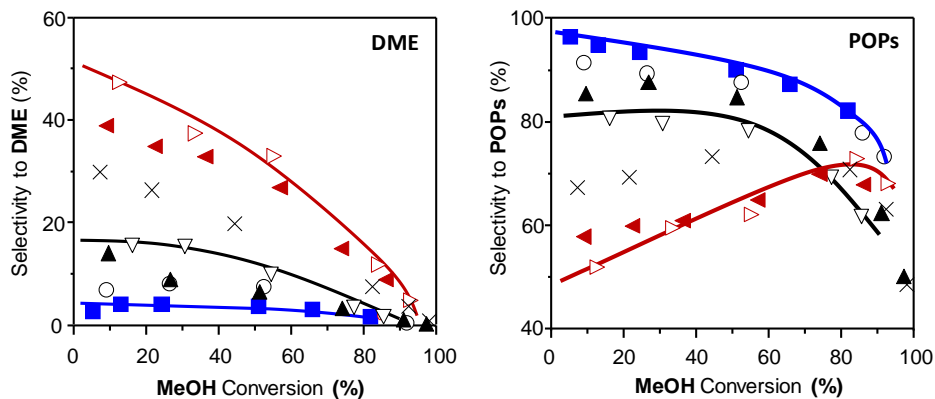 60
40
20
0
Selectivity to DME (%)
DME
0 20 40 60 80 100
MeOH Conversion (%)
100
80
60
40
Selectivity to POPs (%)
POPs
0 20 40 60 80 100
MeOH Conversion (%)